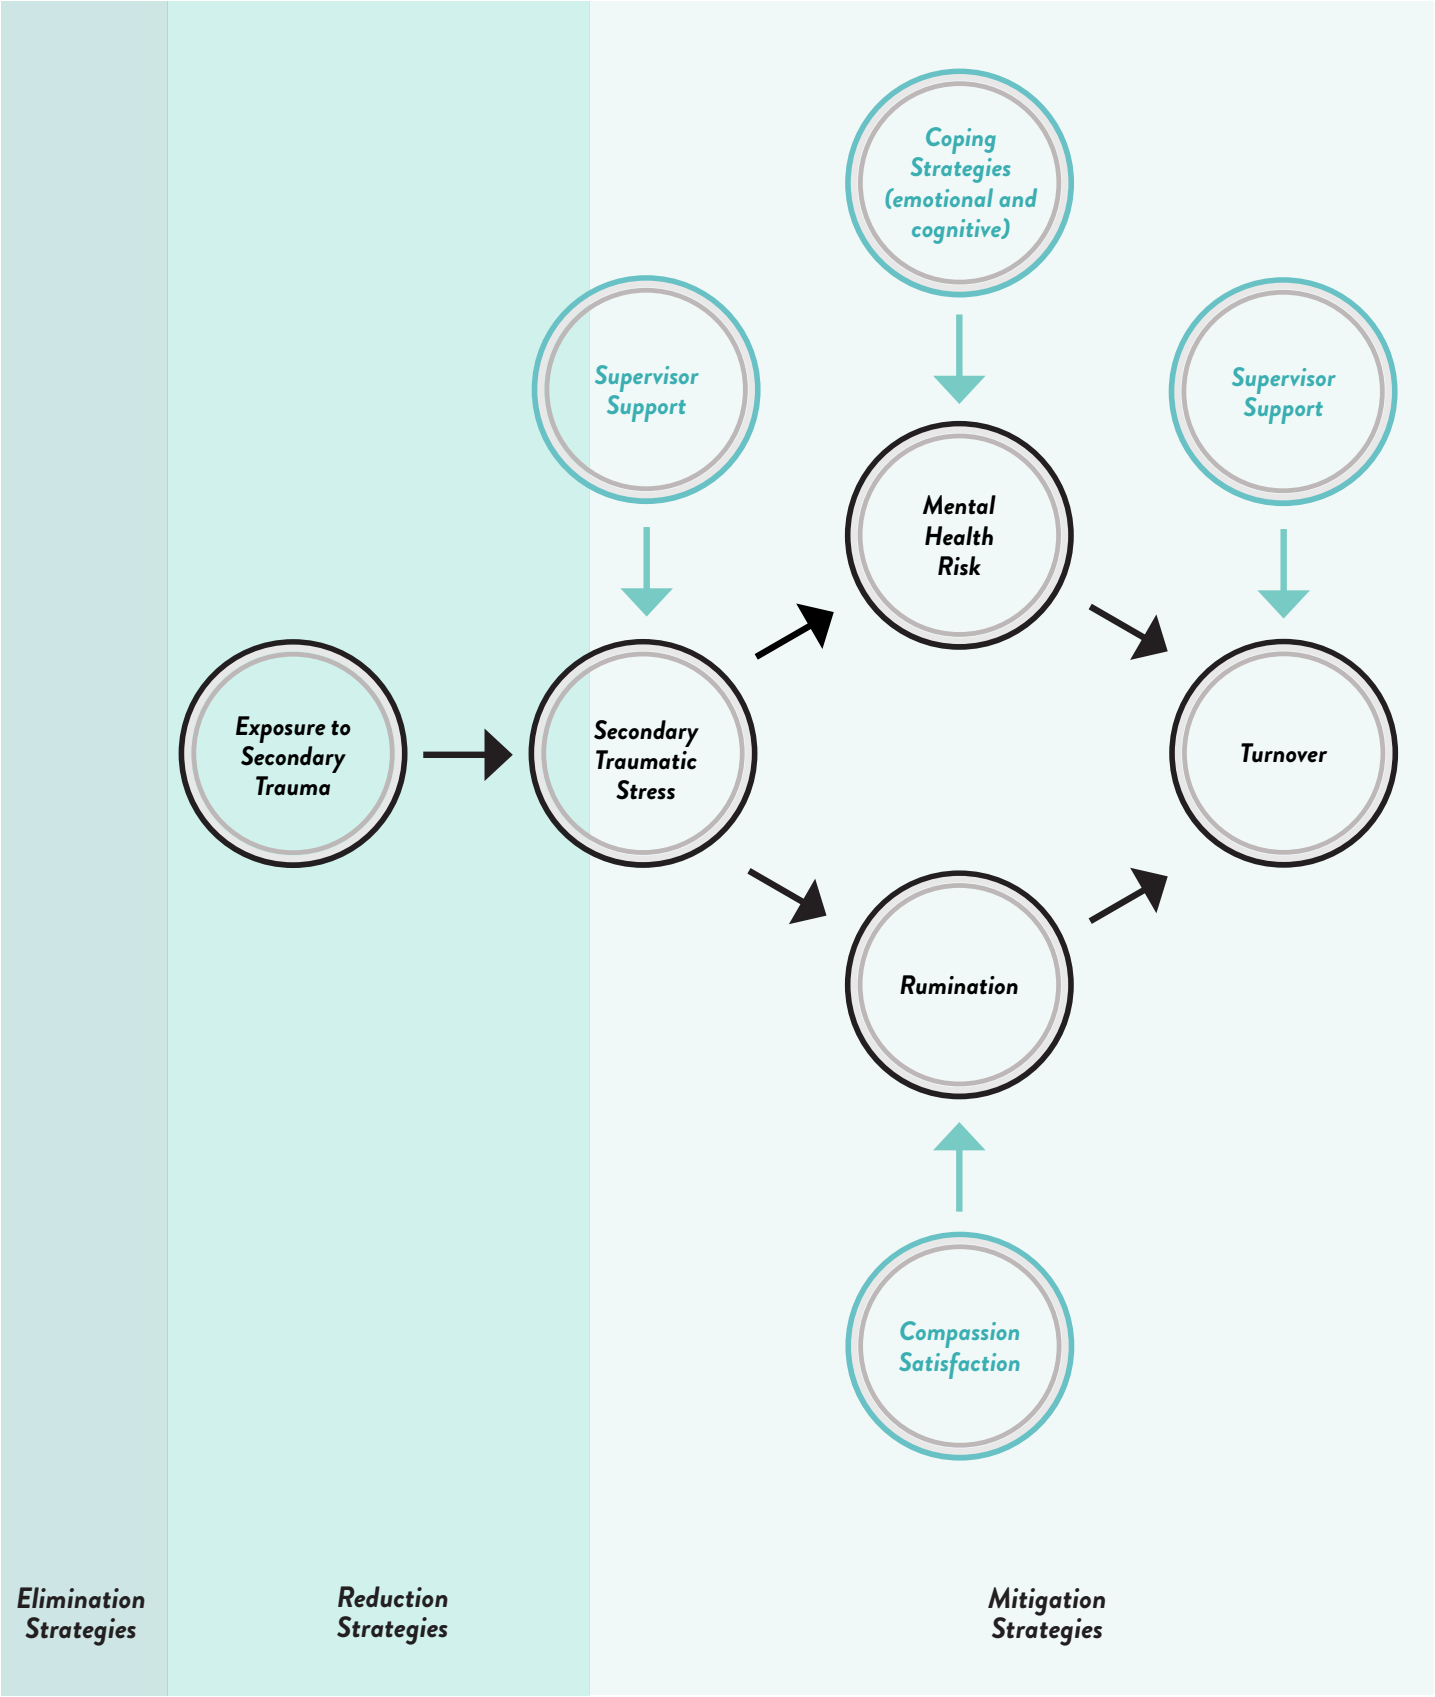 Coping
Strategies
(emotional and
cognitive)
Supervisor
Support
Supervisor
Support
Mental
Health
Risk
Exposure to
Secondary
Trauma
Secondary
Traumatic
Stress
Turnover
Rumination
Compassion
Satisfaction
Elimination
Strategies
Reduction
Strategies
Mitigation
Strategies